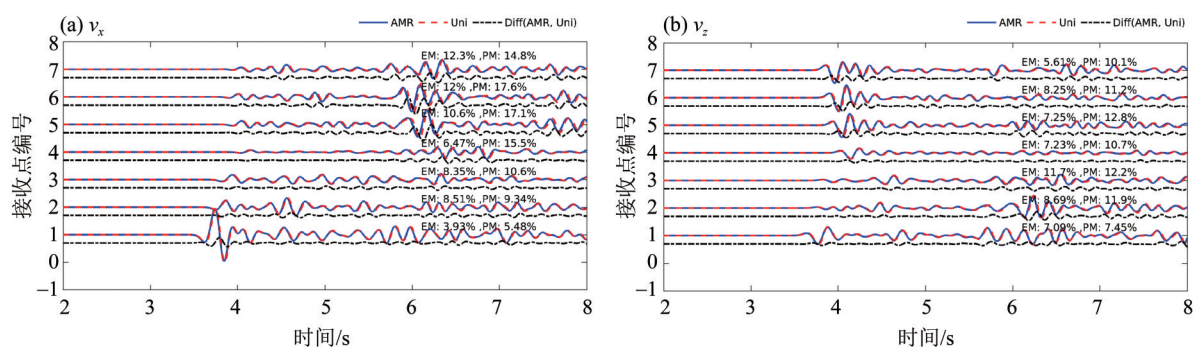 (a) vx
AMR Uni Diff(AMR, Uni)
8
7
6
5
4
3
2
1
0
−1
接收点编号
EM: 12.3% ,PM: 14.8%
EM: 12% ,PM: 17.6%
EM: 10.6% ,PM: 17.1%
EM: 6.47% ,PM: 15.5%
EM: 8.35% ,PM: 10.6%
EM: 8.51% ,PM: 9.34%
EM: 3.93% ,PM: 5.48%
2 3 4 5 6 7 8
时间/s
(b) vz
AMR Uni Diff(AMR, Uni)
8
7
6
5
4
3
2
1
0
−1
接收点编号
EM: 5.61% ,PM: 10.1%
EM: 8.25% ,PM: 11.2%
EM: 7.25% ,PM: 12.8%
EM: 7.23% ,PM: 10.7%
EM: 11.7% ,PM: 12.2%
EM: 8.69% ,PM: 11.9%
EM: 7.09% ,PM: 7.45%
2 3 4 5 6 7 8
时间/s